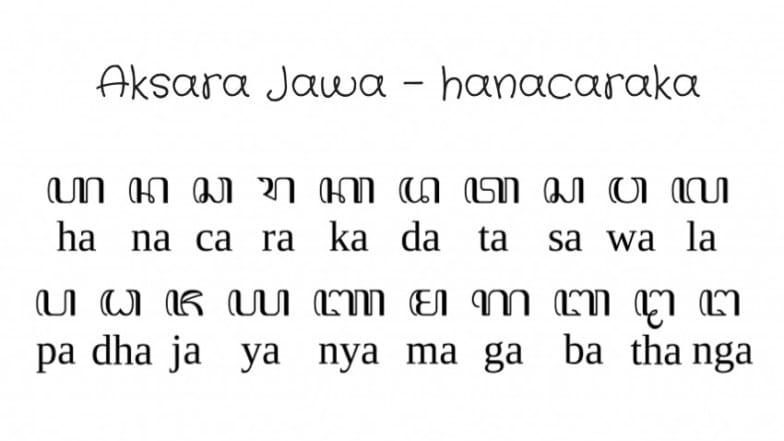 Aksara Jawa - hanacaraka
ꦲ ꦤ ꦕ ꦫ ꦏ ꦢ ꦠ ꦱ ꦮ ꦭ
ha na ca ra ka da ta sa wa la
ꦥ ꦝ ꦗ ꦪ ꦚ ꦩ ꦒ ꦧ ꦛ ꦔ
pa dha ja ya nya ma ga ba tha nga